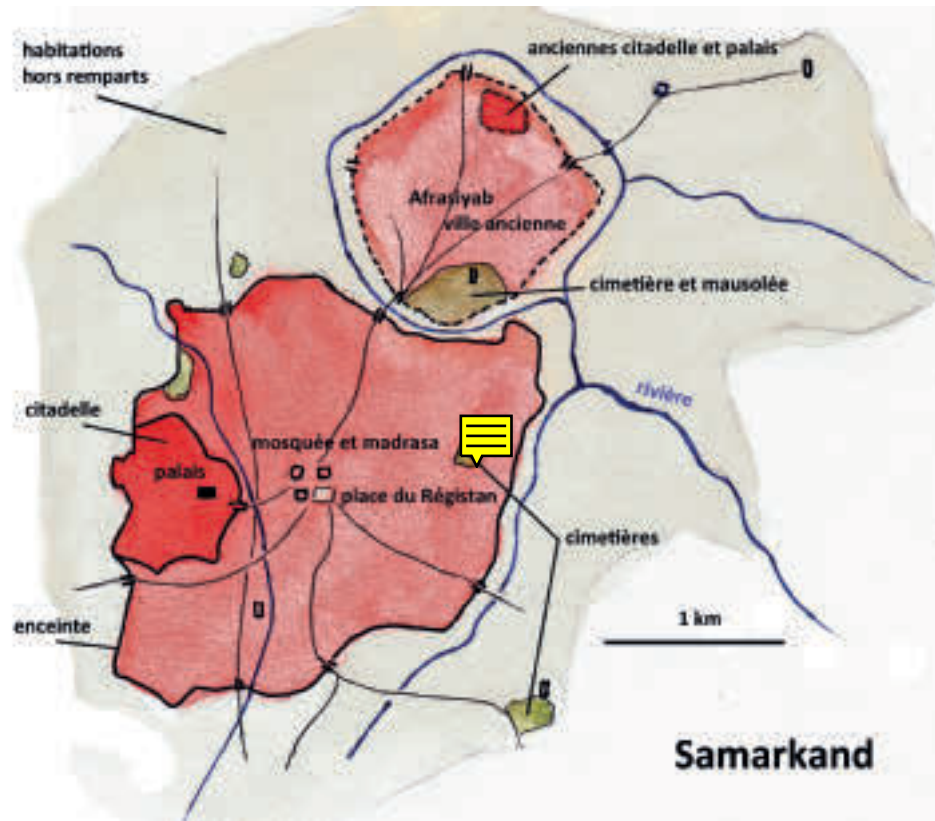 habitations
hors remparts
anciennes citadelle et palais
Afrasiyab
ville ancienne
cimetière et mausolée
rivière
citadelle
mosquée et madrasa
palais
place du Régistan
cimetières
enceinte
1 km
Samarkand